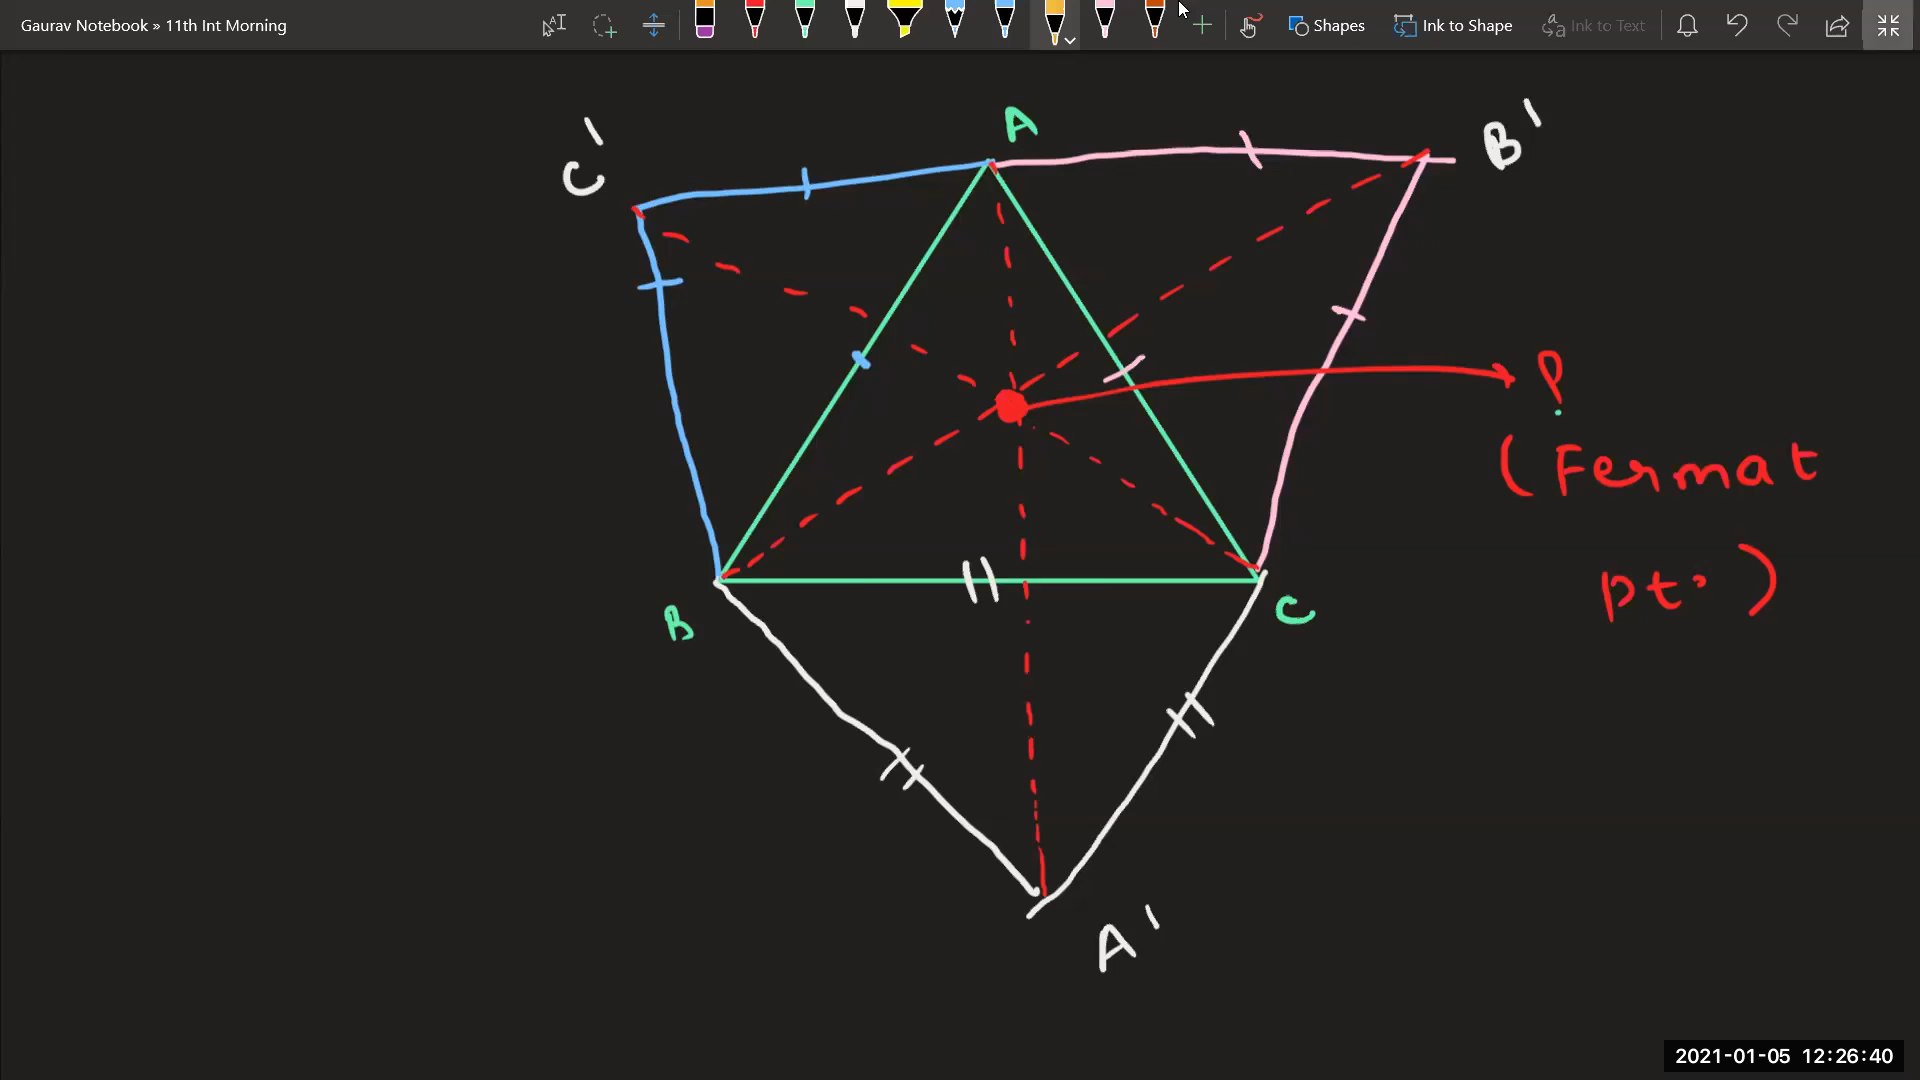 Gaurav Notebook » 11th Int Morning
Shapes
Ink to Shape
Ink to Text
A
B'
C'
P
(Fermat
pt.)
B
C
A'
2021-01-05 12:26:40